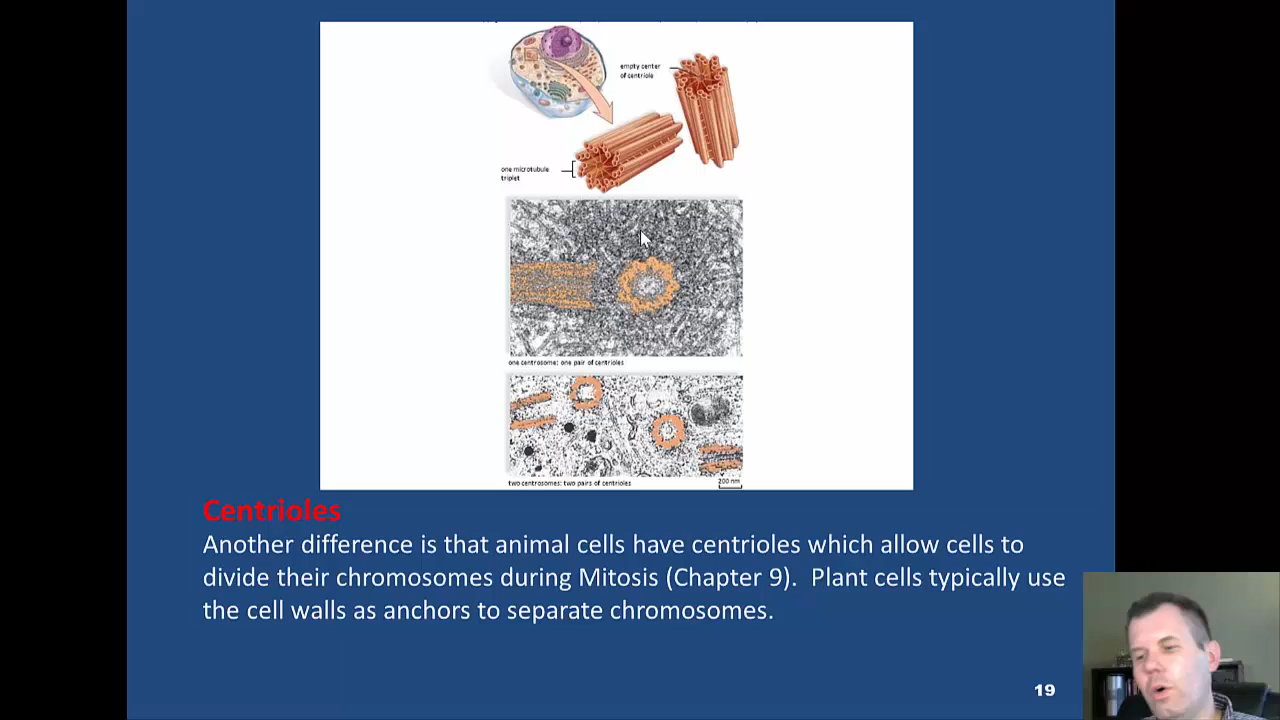 empty center
of centriole
one microtubule
triplet
one centrosome: one pair of centrioles
two centrosomes: two pairs of centrioles
200 nm
Centrioles
Another difference is that animal cells have centrioles which allow cells to
divide their chromosomes during Mitosis (Chapter 9).  Plant cells typically use
the cell walls as anchors to separate chromosomes.
19